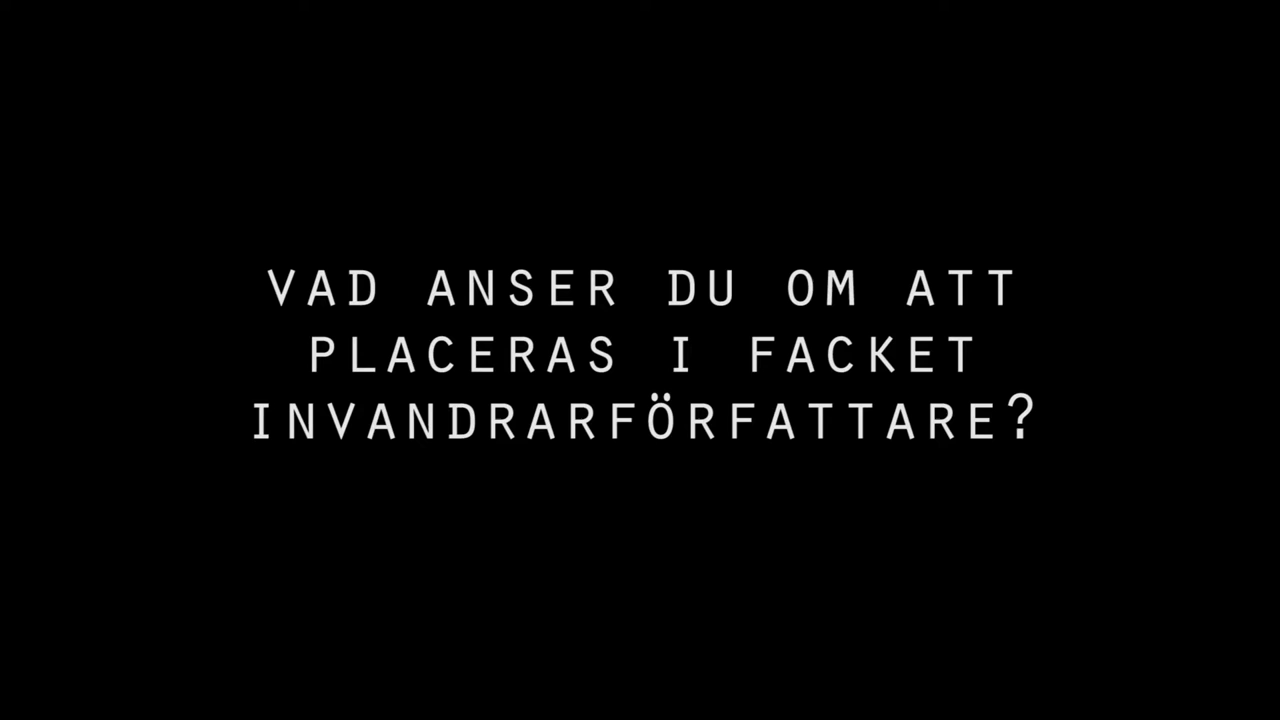 VAD ANSER DU OM ATT
PLACERAS I FACKET
INVANDRARFÖRFATTARE?